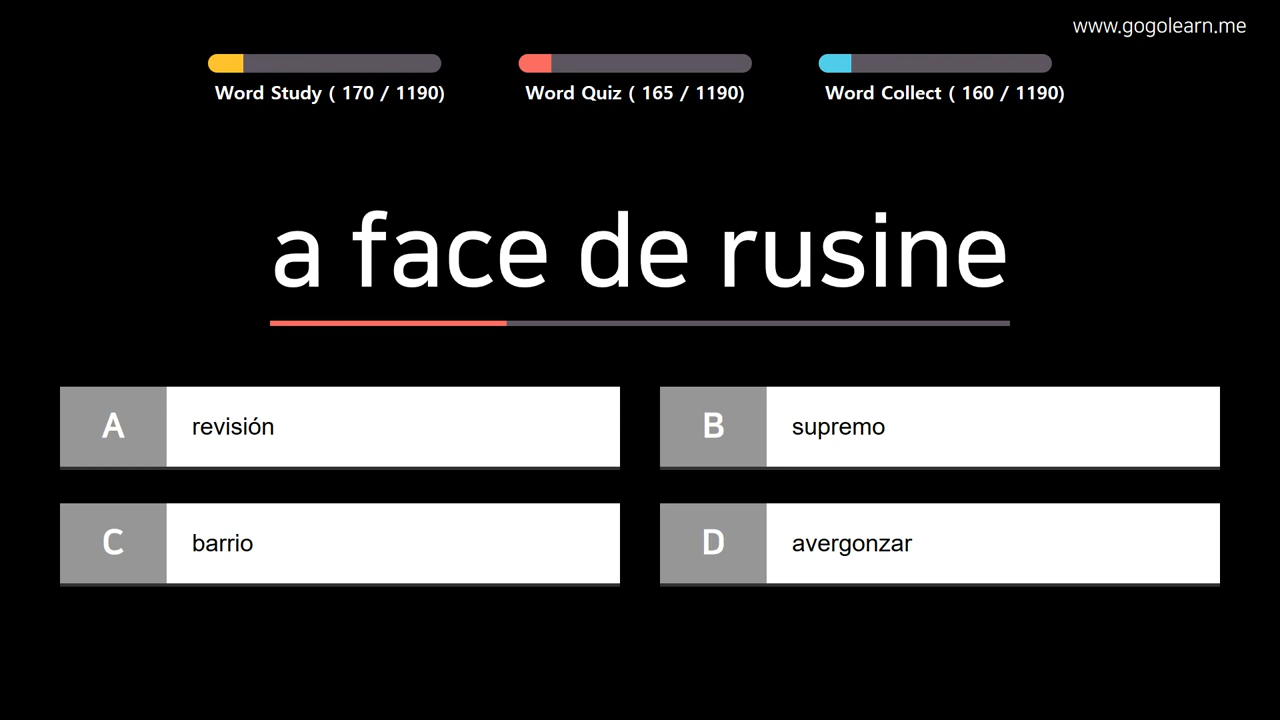 www.gogolearn.me
Word Study ( 170 / 1190)
Word Quiz ( 165 / 1190)
Word Collect ( 160 / 1190)
a face de rusine
A revisión
B supremo
C barrio
D avergonzar